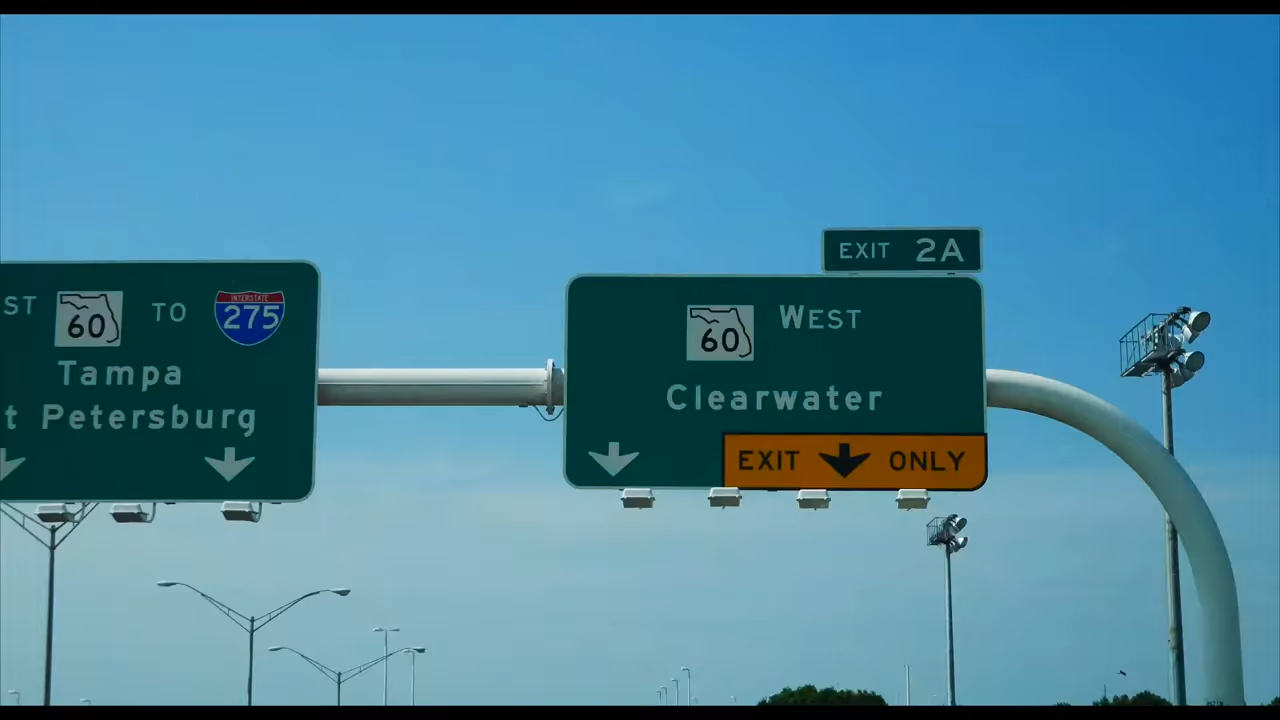 ST 60 TO INTERSTATE 275
Tampa
t Petersburg
EXIT 2A
60 WEST
Clearwater
EXIT ONLY